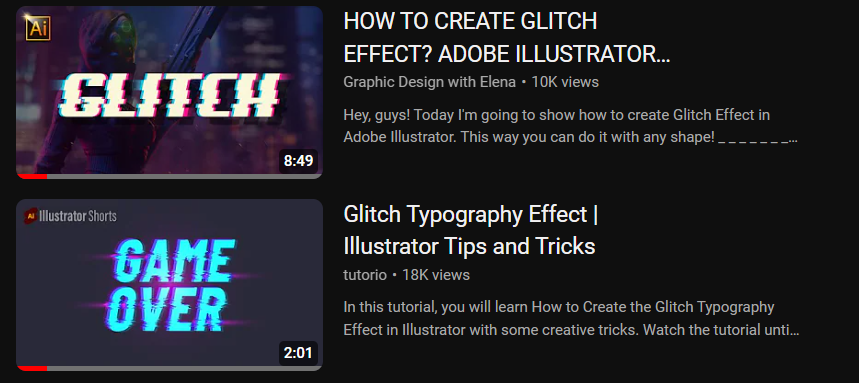 Ai
GLITCH
8:49
HOW TO CREATE GLITCH
EFFECT? ADOBE ILLUSTRATOR...
Graphic Design with Elena • 10K views
Hey, guys! Today I'm going to show how to create Glitch Effect in
Adobe Illustrator. This way you can do it with any shape! _ _ _ _ _ _ _...
Ai Illustrator Shorts
GAME
OVER
2:01
Glitch Typography Effect |
Illustrator Tips and Tricks
tutorio • 18K views
In this tutorial, you will learn How to Create the Glitch Typography
Effect in Illustrator with some creative tricks. Watch the tutorial unti...